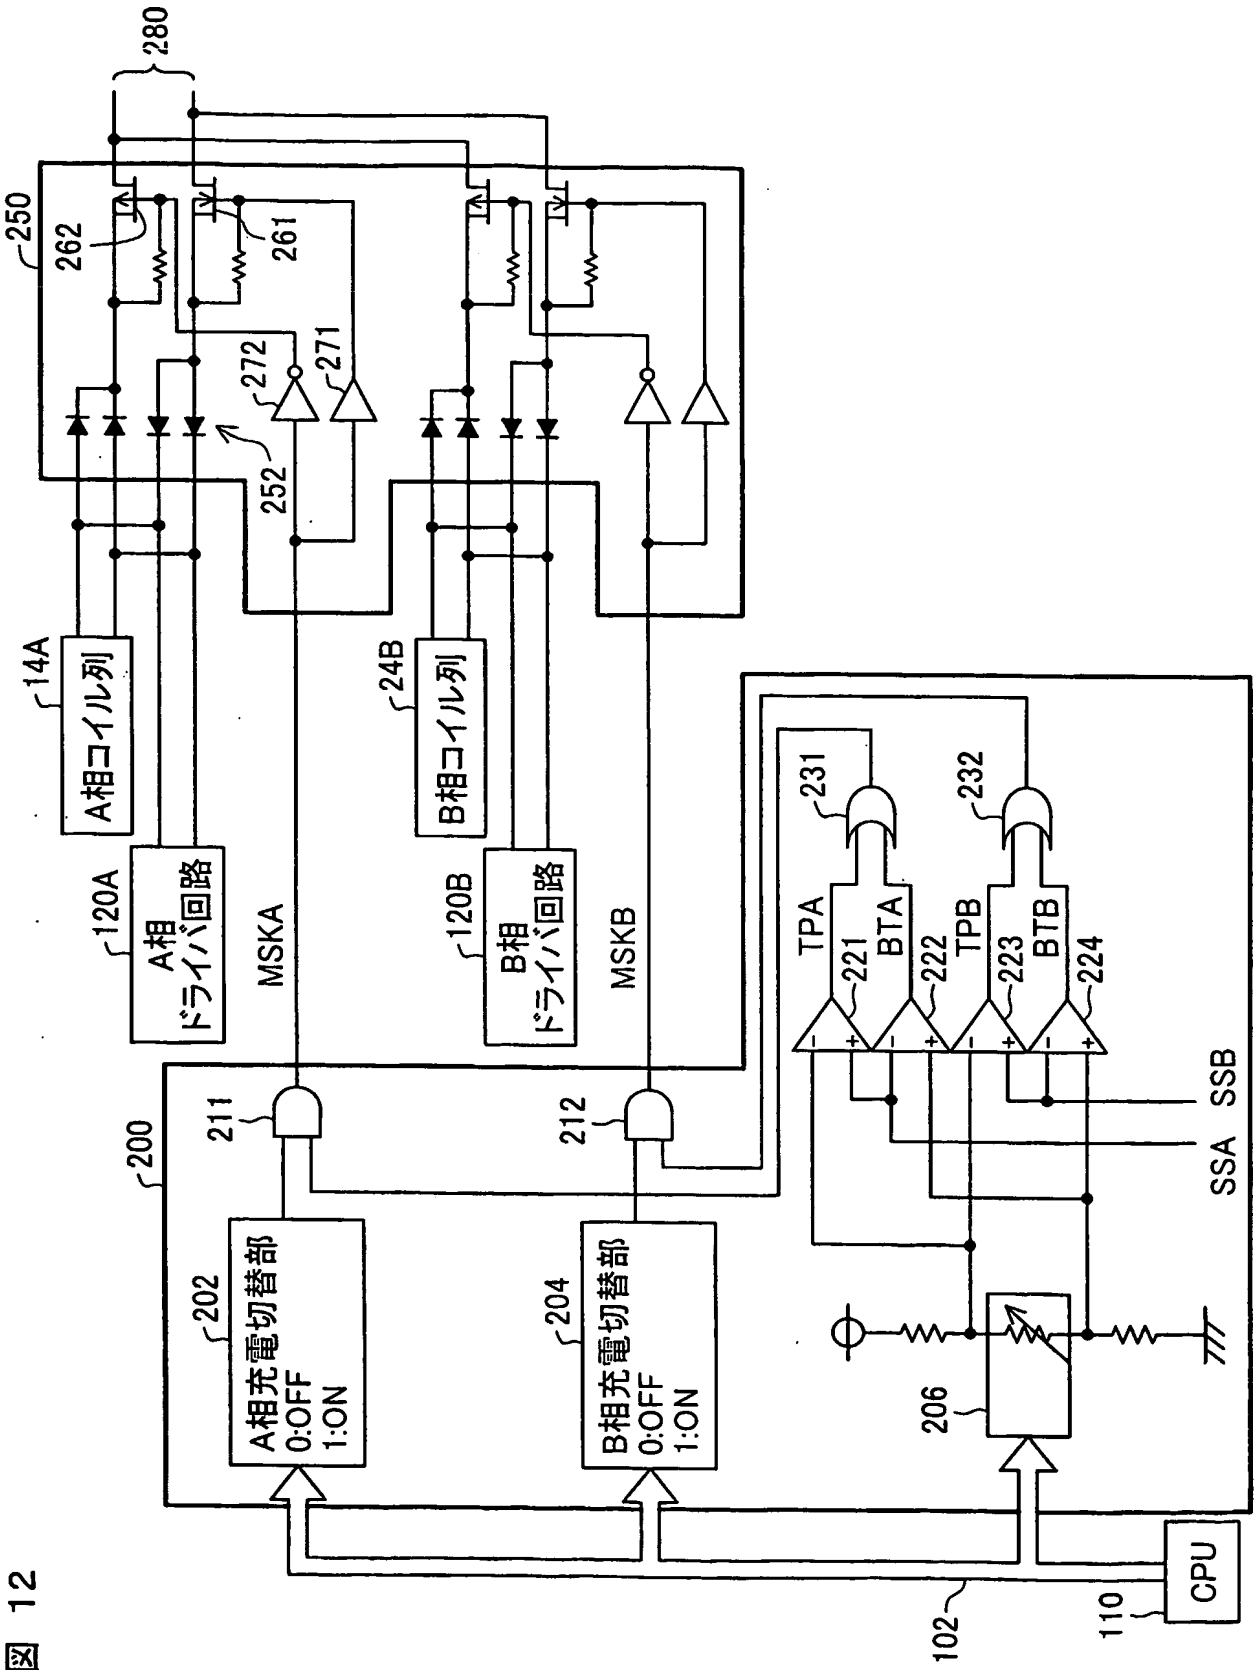 図 12
280
250
262
261
272
271
252
14A
A相コイル列
120A
A相
ドライバ回路
MSKA
24B
B相コイル列
120B
B相
ドライバ回路
MSKB
200
211
212
202
A相充電切替部
0:OFF
1:ON
204
B相充電切替部
0:OFF
1:ON
231
232
TPA
221
BTA
222
TPB
223
BTB
224
-
+
-
+
-
+
-
+
SSA
SSB
206
102
110
CPU